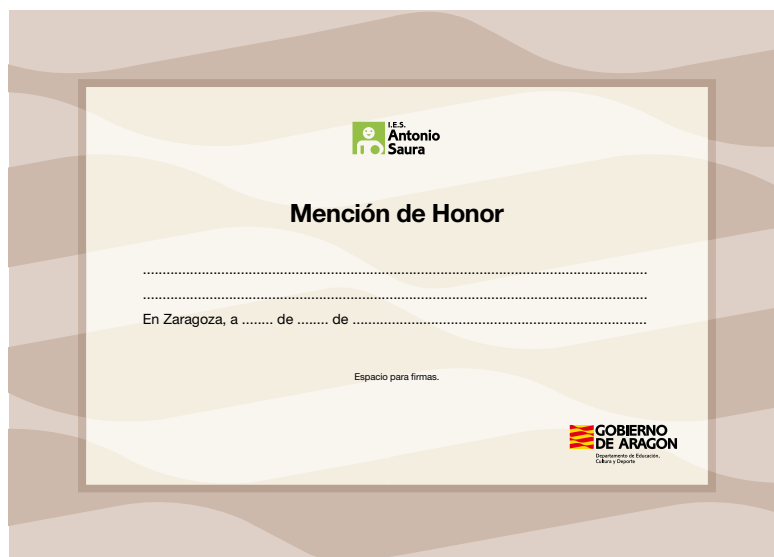 I.E.S.
Antonio
Saura
Mención de Honor
................................................................................................................................................
................................................................................................................................................
En Zaragoza, a ........ de ........ de ....................................................................................
Espacio para firmas.
GOBIERNO
DE ARAGON
Departamento de Educación,
Cultura y Deporte